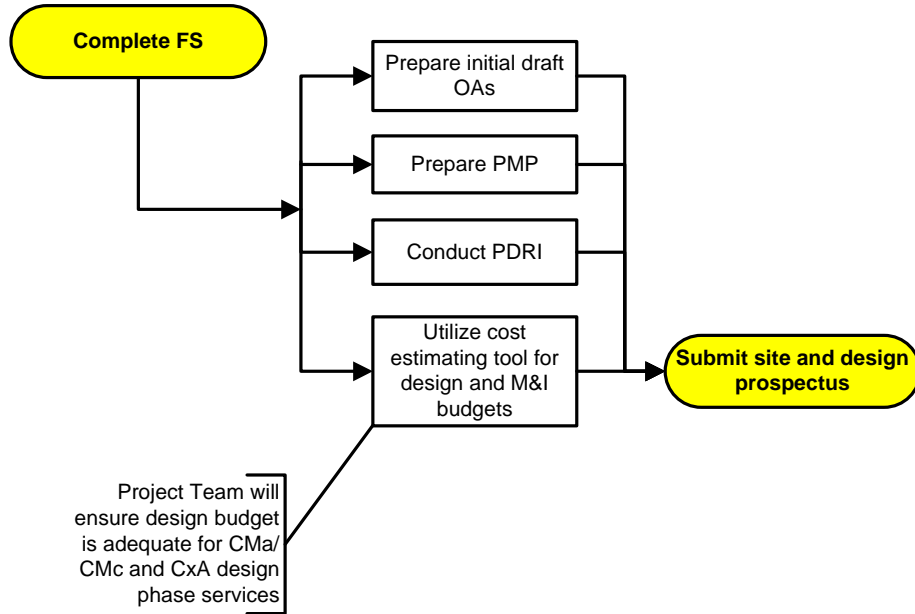 Complete FS
Prepare initial draft
OAs
Prepare PMP
Conduct PDRI
Utilize cost
estimating tool for
design and M&I
budgets
Submit site and design
prospectus
Project Team will
ensure design budget
is adequate for CMa/
CMc and CxA design
phase services